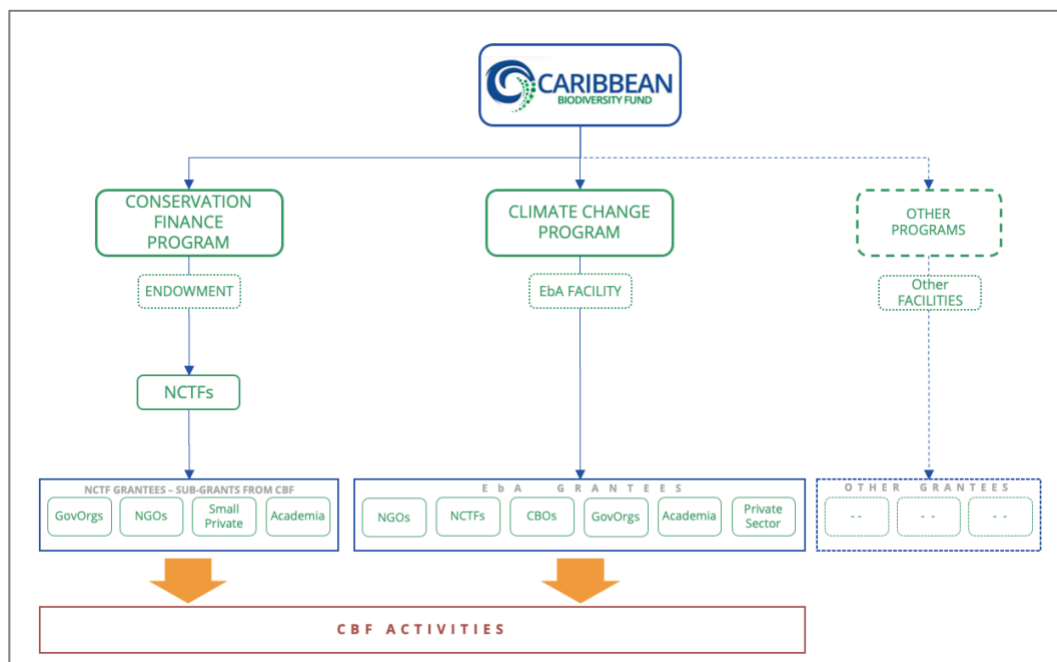 CARIBBEAN
BIODIVERSITY FUND
CONSERVATION
FINANCE
PROGRAM
CLIMATE CHANGE
PROGRAM
OTHER
PROGRAMS
ENDOWMENT
EbA FACILITY
Other
FACILITIES
NCTFs
NCTF GRANTEES – SUB-GRANTS FROM CBF
GovOrgs
NGOs
Small
Private
Academia
EbA GRANTEES
NGOs
NCTFs
CBOs
GovOrgs
Academia
Private
Sector
OTHER GRANTEES
- -
- -
- -
CBF ACTIVITIES